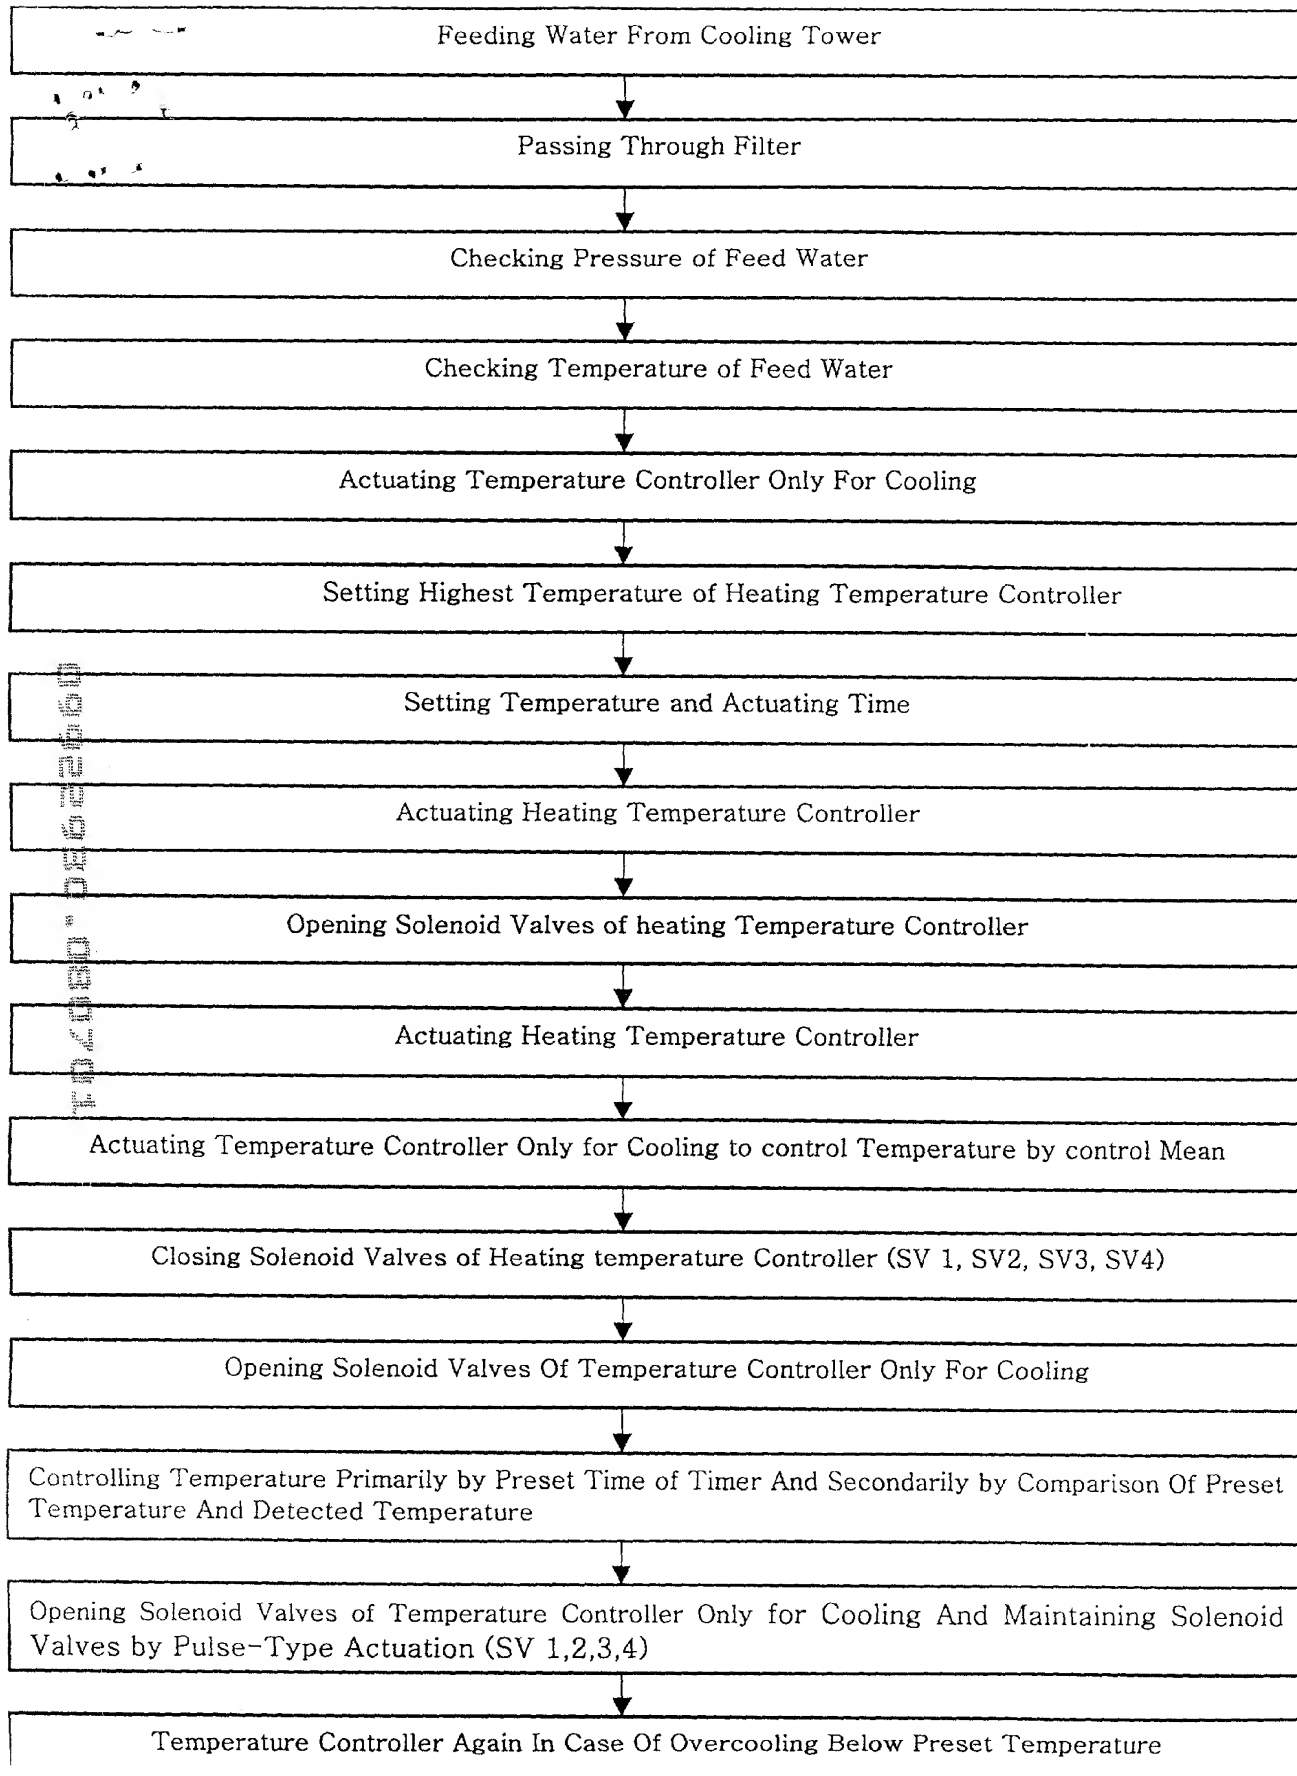 Feeding Water From Cooling Tower
Passing Through Filter
Checking Pressure of Feed Water
Checking Temperature of Feed Water
Actuating Temperature Controller Only For Cooling
Setting Highest Temperature of Heating Temperature Controller
Setting Temperature and Actuating Time
Actuating Heating Temperature Controller
Opening Solenoid Valves of heating Temperature Controller
Actuating Heating Temperature Controller
Actuating Temperature Controller Only for Cooling to control Temperature by control Mean
Closing Solenoid Valves of Heating temperature Controller (SV 1, SV2, SV3, SV4)
Opening Solenoid Valves Of Temperature Controller Only For Cooling
Controlling Temperature Primarily by Preset Time of Timer And Secondarily by Comparison Of Preset
Temperature And Detected Temperature
Opening Solenoid Valves of Temperature Controller Only for Cooling And Maintaining Solenoid
Valves by Pulse-Type Actuation (SV 1,2,3,4)
Temperature Controller Again In Case Of Overcooling Below Preset Temperature